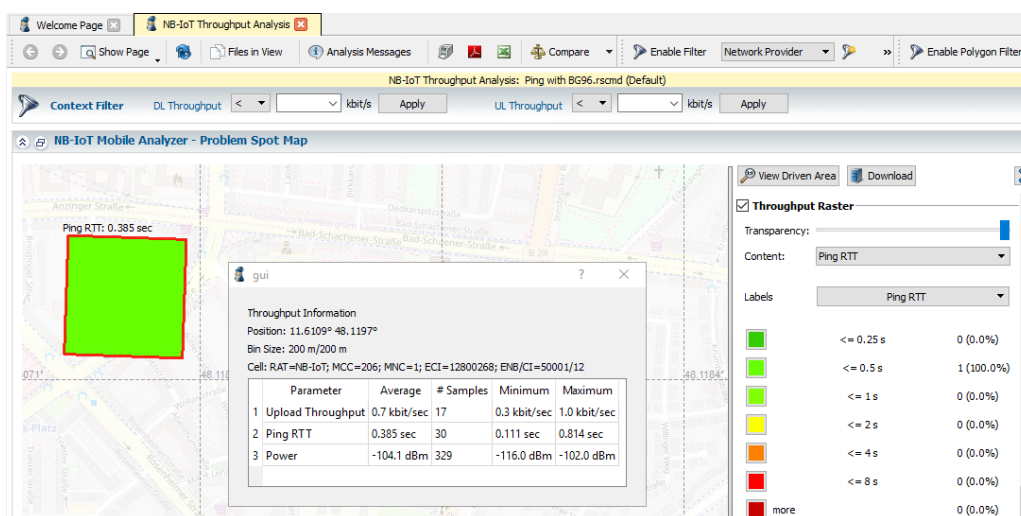 Welcome Page
NB-IoT Throughput Analysis
Show Page
Files in View
Analysis Messages
Compare
Enable Filter
Network Provider
»
Enable Polygon Filter
NB-IoT Throughput Analysis: Ping with BG96.rscmd (Default)
Context Filter
DL Throughput
<
kbit/s
Apply
UL Throughput
<
kbit/s
Apply
NB-IoT Mobile Analyzer - Problem Spot Map
Anzinger Straße
Oedkarspitzstraße
Bad-Schachener-Straße
Bad-Schachener-Straße
B 2R
Ping RTT: 0.385 sec
48.1184°
gui
?
Throughput Information
Position: 11.6109° 48.1197°
Bin Size: 200 m/200 m
Cell: RAT=NB-IoT; MCC=206; MNC=1; ECI=12800268; ENB/CI=50001/12
Parameter Average # Samples Minimum Maximum
1 Upload Throughput 0.7 kbit/sec 17 0.3 kbit/sec 1.0 kbit/sec
2 Ping RTT 0.385 sec 30 0.111 sec 0.814 sec
3 Power -104.1 dBm 329 -116.0 dBm -102.0 dBm
View Driven Area
Download
Throughput Raster
Transparency:
Content: Ping RTT
Labels Ping RTT
<= 0.25 s 0 (0.0%)
<= 0.5 s 1 (100.0%)
<= 1 s 0 (0.0%)
<= 2 s 0 (0.0%)
<= 4 s 0 (0.0%)
<= 8 s 0 (0.0%)
more 0 (0.0%)